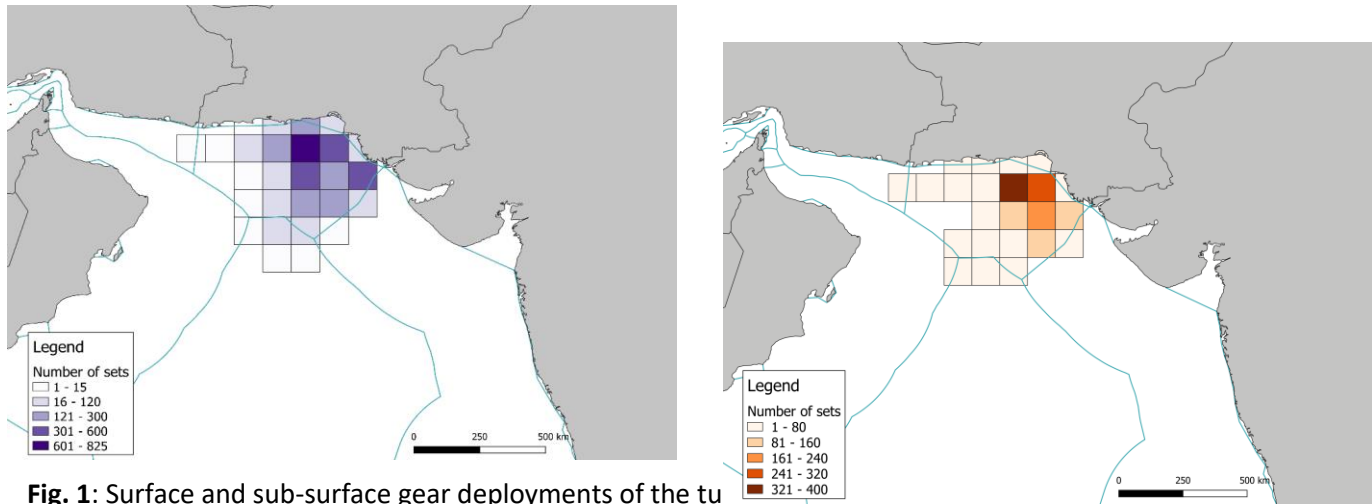 Legend
Number of sets
1 - 15
16 - 120
121 - 300
301 - 600
601 - 825
0 250 500 km
Legend
Number of sets
1 - 80
81 - 160
161 - 240
241 - 320
321 - 400
0 250 500 km
Fig. 1: Surface and sub-surface gear deployments of the tu